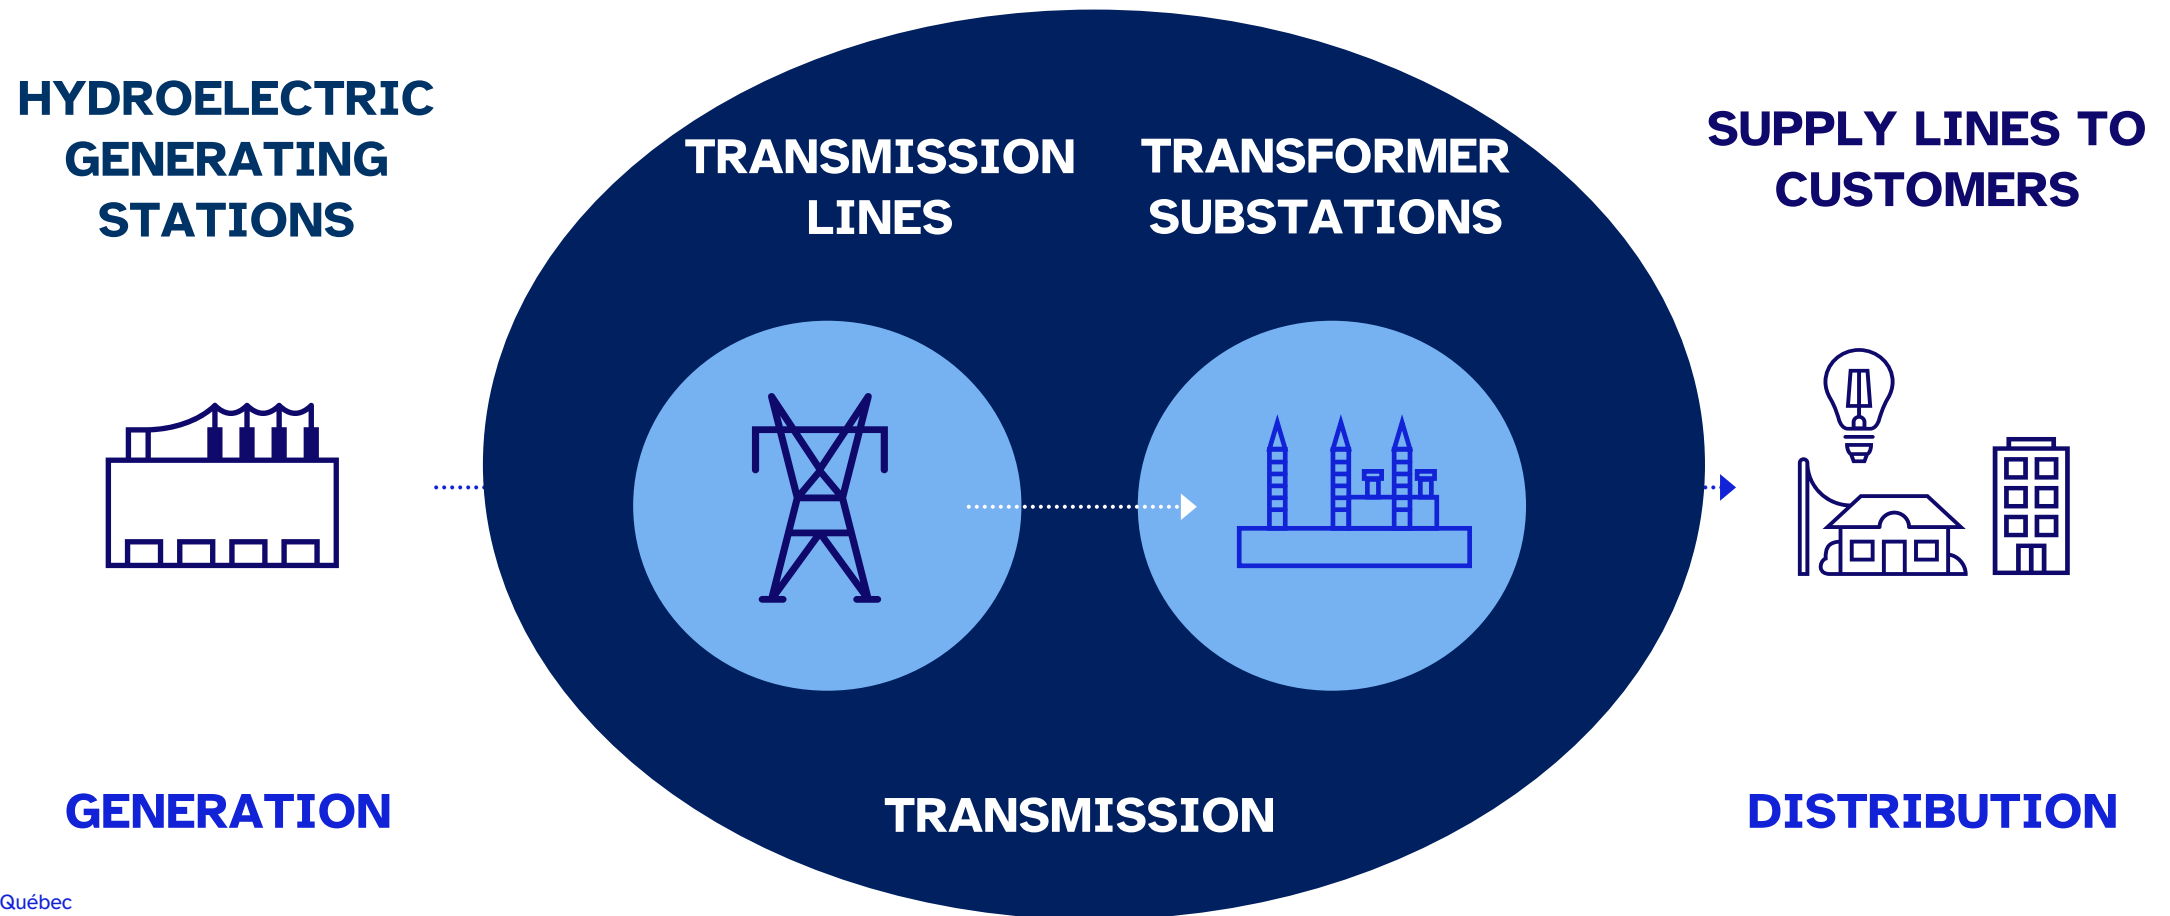 HYDROELECTRIC
GENERATING
STATIONS
TRANSMISSION
LINES
TRANSFORMER
SUBSTATIONS
SUPPLY LINES TO
CUSTOMERS
GENERATION
TRANSMISSION
DISTRIBUTION
Québec